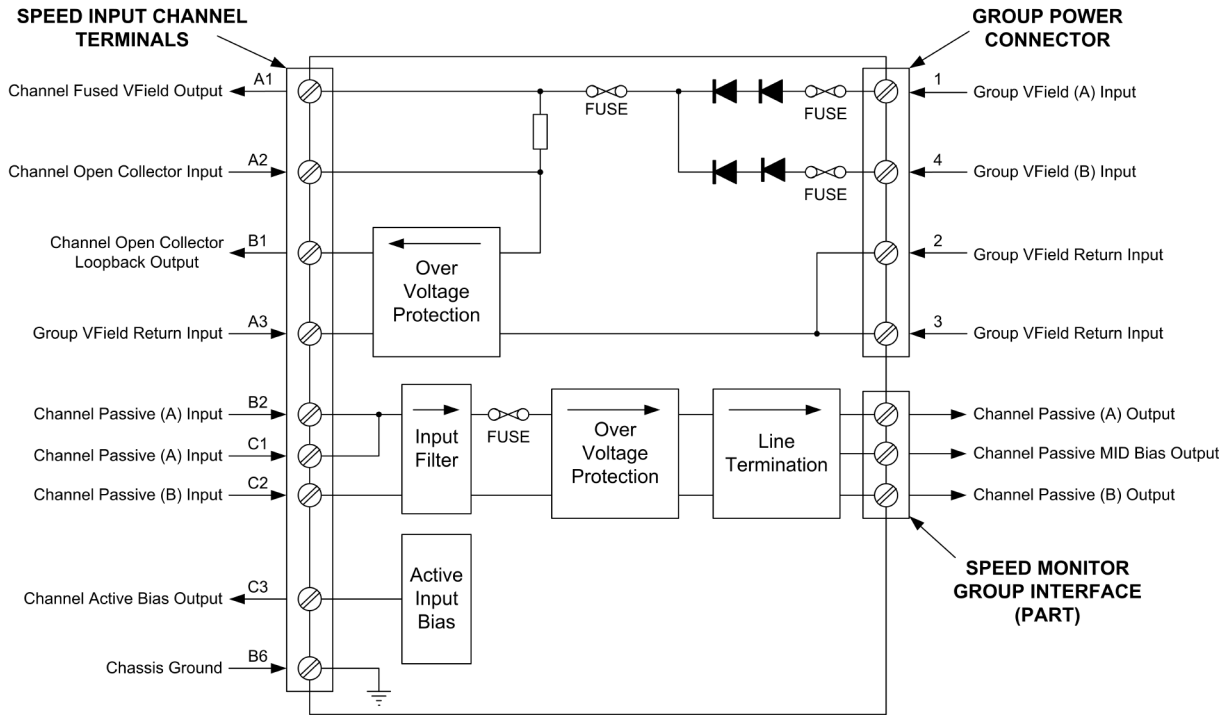 SPEED INPUT CHANNEL
TERMINALS
GROUP POWER
CONNECTOR
Channel Fused VField Output
A1
FUSE
FUSE
1
Group VField (A) Input
Channel Open Collector Input
A2
FUSE
4
Group VField (B) Input
Channel Open Collector
Loopback Output
B1
Over
Voltage
Protection
2
Group VField Return Input
Group VField Return Input
A3
3
Group VField Return Input
Channel Passive (A) Input
B2
Channel Passive (A) Input
C1
Channel Passive (B) Input
C2
Input
Filter
FUSE
Over
Voltage
Protection
Line
Termination
Channel Passive (A) Output
Channel Passive MID Bias Output
Channel Passive (B) Output
Channel Active Bias Output
C3
Active
Input
Bias
SPEED MONITOR
GROUP INTERFACE
(PART)
Chassis Ground
B6